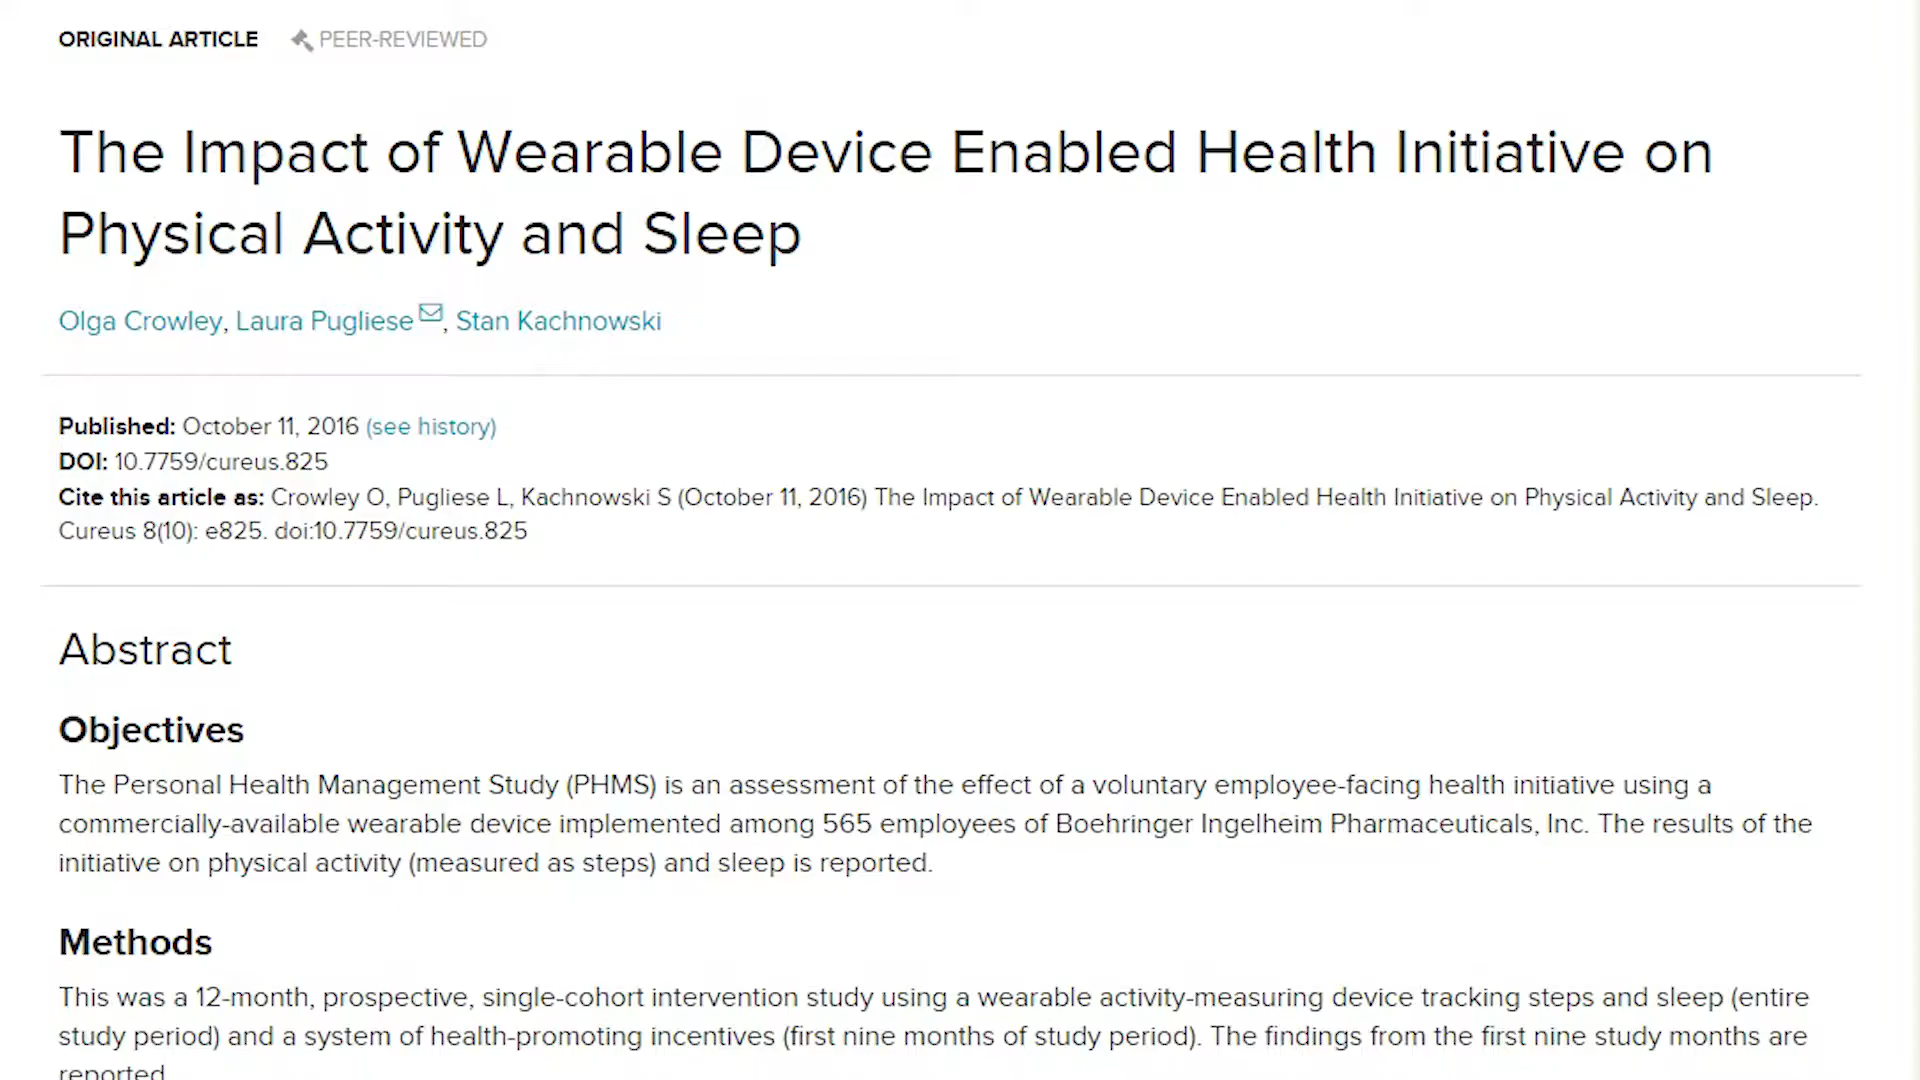 ORIGINAL ARTICLE PEER-REVIEWED
The Impact of Wearable Device Enabled Health Initiative on
Physical Activity and Sleep
Olga Crowley, Laura Pugliese, Stan Kachnowski
Published: October 11, 2016 (see history)
DOI: 10.7759/cureus.825
Cite this article as: Crowley O, Pugliese L, Kachnowski S (October 11, 2016) The Impact of Wearable Device Enabled Health Initiative on Physical Activity and Sleep.
Cureus 8(10): e825. doi:10.7759/cureus.825
Abstract
Objectives
The Personal Health Management Study (PHMS) is an assessment of the effect of a voluntary employee-facing health initiative using a
commercially-available wearable device implemented among 565 employees of Boehringer Ingelheim Pharmaceuticals, Inc. The results of the
initiative on physical activity (measured as steps) and sleep is reported.
Methods
This was a 12-month, prospective, single-cohort intervention study using a wearable activity-measuring device tracking steps and sleep (entire
study period) and a system of health-promoting incentives (first nine months of study period). The findings from the first nine study months are
reported.